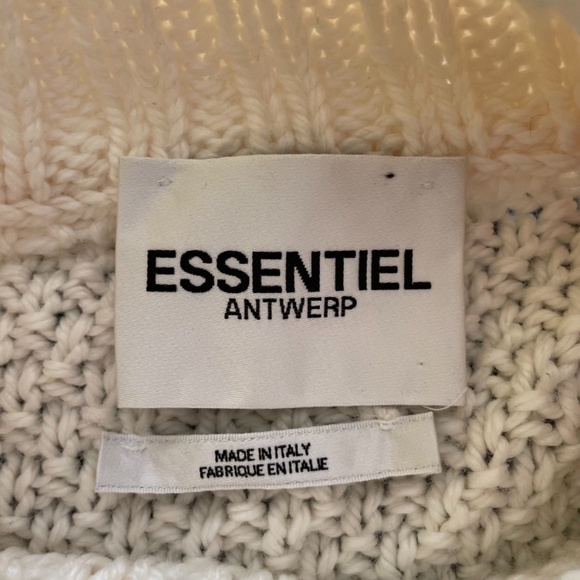 ESSENTIEL
ANTWERP
MADE IN ITALY
FABRIQUE EN ITALIE